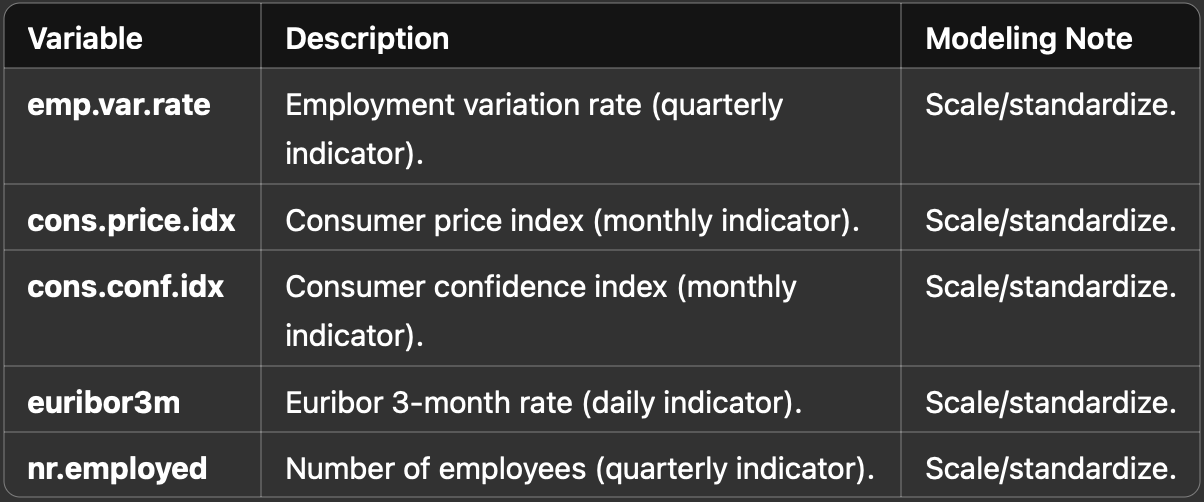 Variable Description Modeling Note
emp.var.rate Employment variation rate (quarterly Scale/standardize.
indicator).
cons.price.idx Consumer price index (monthly indicator). Scale/standardize.
cons.conf.idx Consumer confidence index (monthly Scale/standardize.
indicator).
euribor3m Euribor 3-month rate (daily indicator). Scale/standardize.
nr.employed Number of employees (quarterly indicator). Scale/standardize.